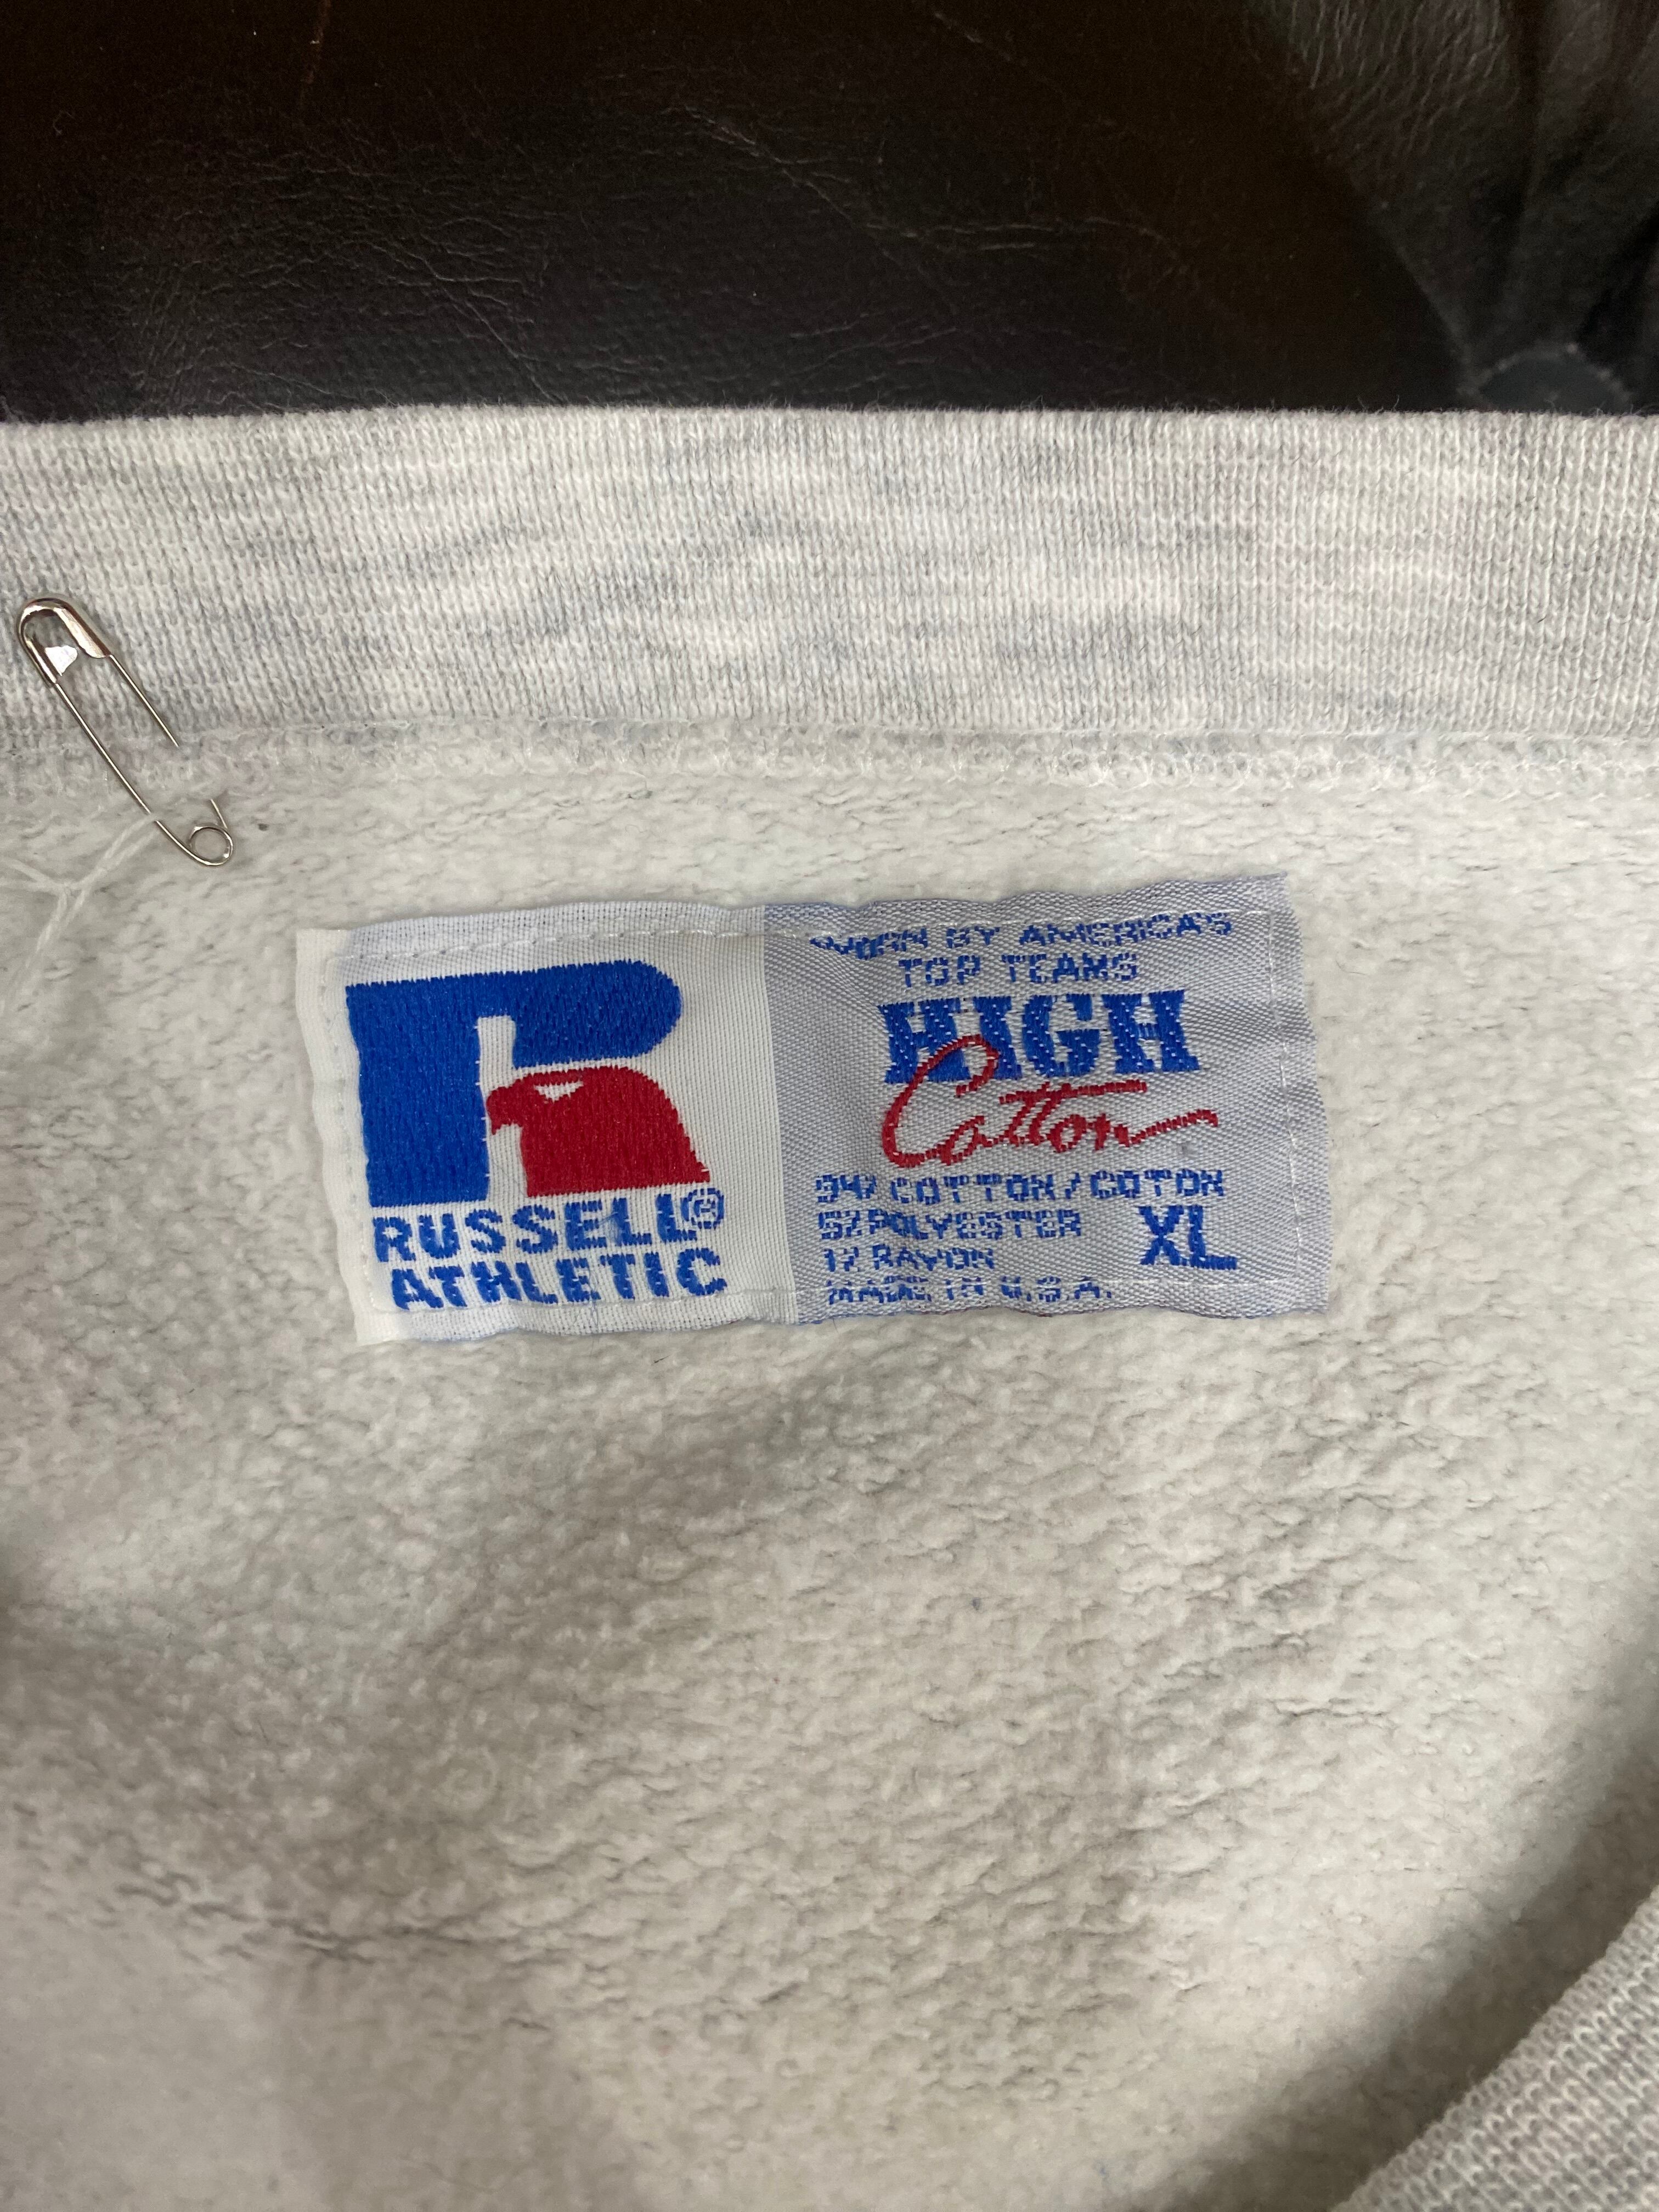 RUSSELL®
ATHLETIC
WORN BY AMERICA'S
TOP TEAMS
HIGH
Cotton
94% COTTON/COTON
5% POLYESTER
1% RAYON
MADE IN U.S.A.
XL